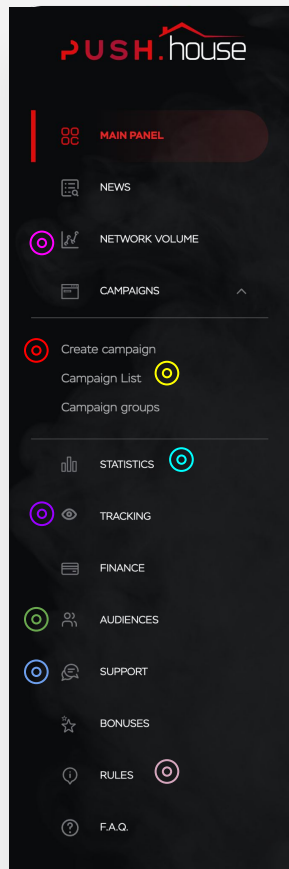 PUSH.house
MAIN PANEL
NEWS
NETWORK VOLUME
CAMPAIGNS
Create campaign
Campaign List
Campaign groups
STATISTICS
TRACKING
FINANCE
AUDIENCES
SUPPORT
BONUSES
RULES
F.A.Q.